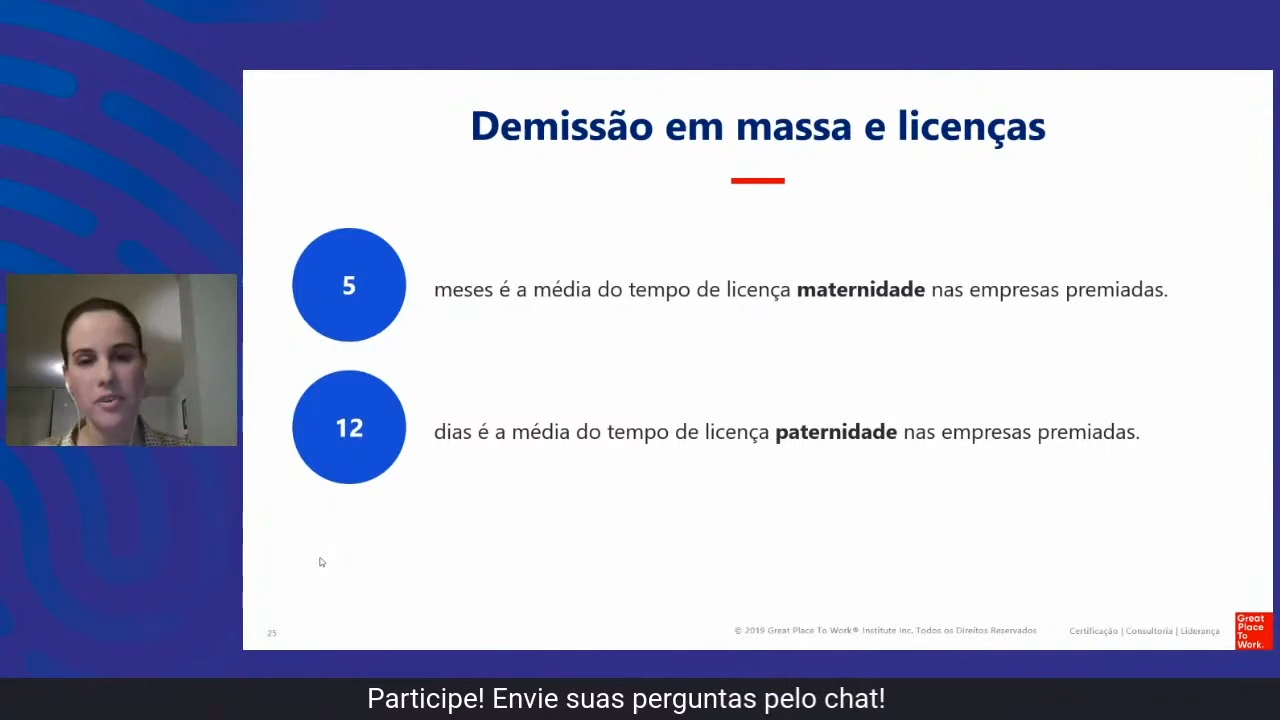 Demissão em massa e licenças
5
meses é a média do tempo de licença maternidade nas empresas premiadas.
12
dias é a média do tempo de licença paternidade nas empresas premiadas.
25
© 2019 Great Place To Work® Institute Inc. Todos os Direitos Reservados
Certificação | Consultoria | Liderança
Great
Place
To
Work.
Participe! Envie suas perguntas pelo chat!